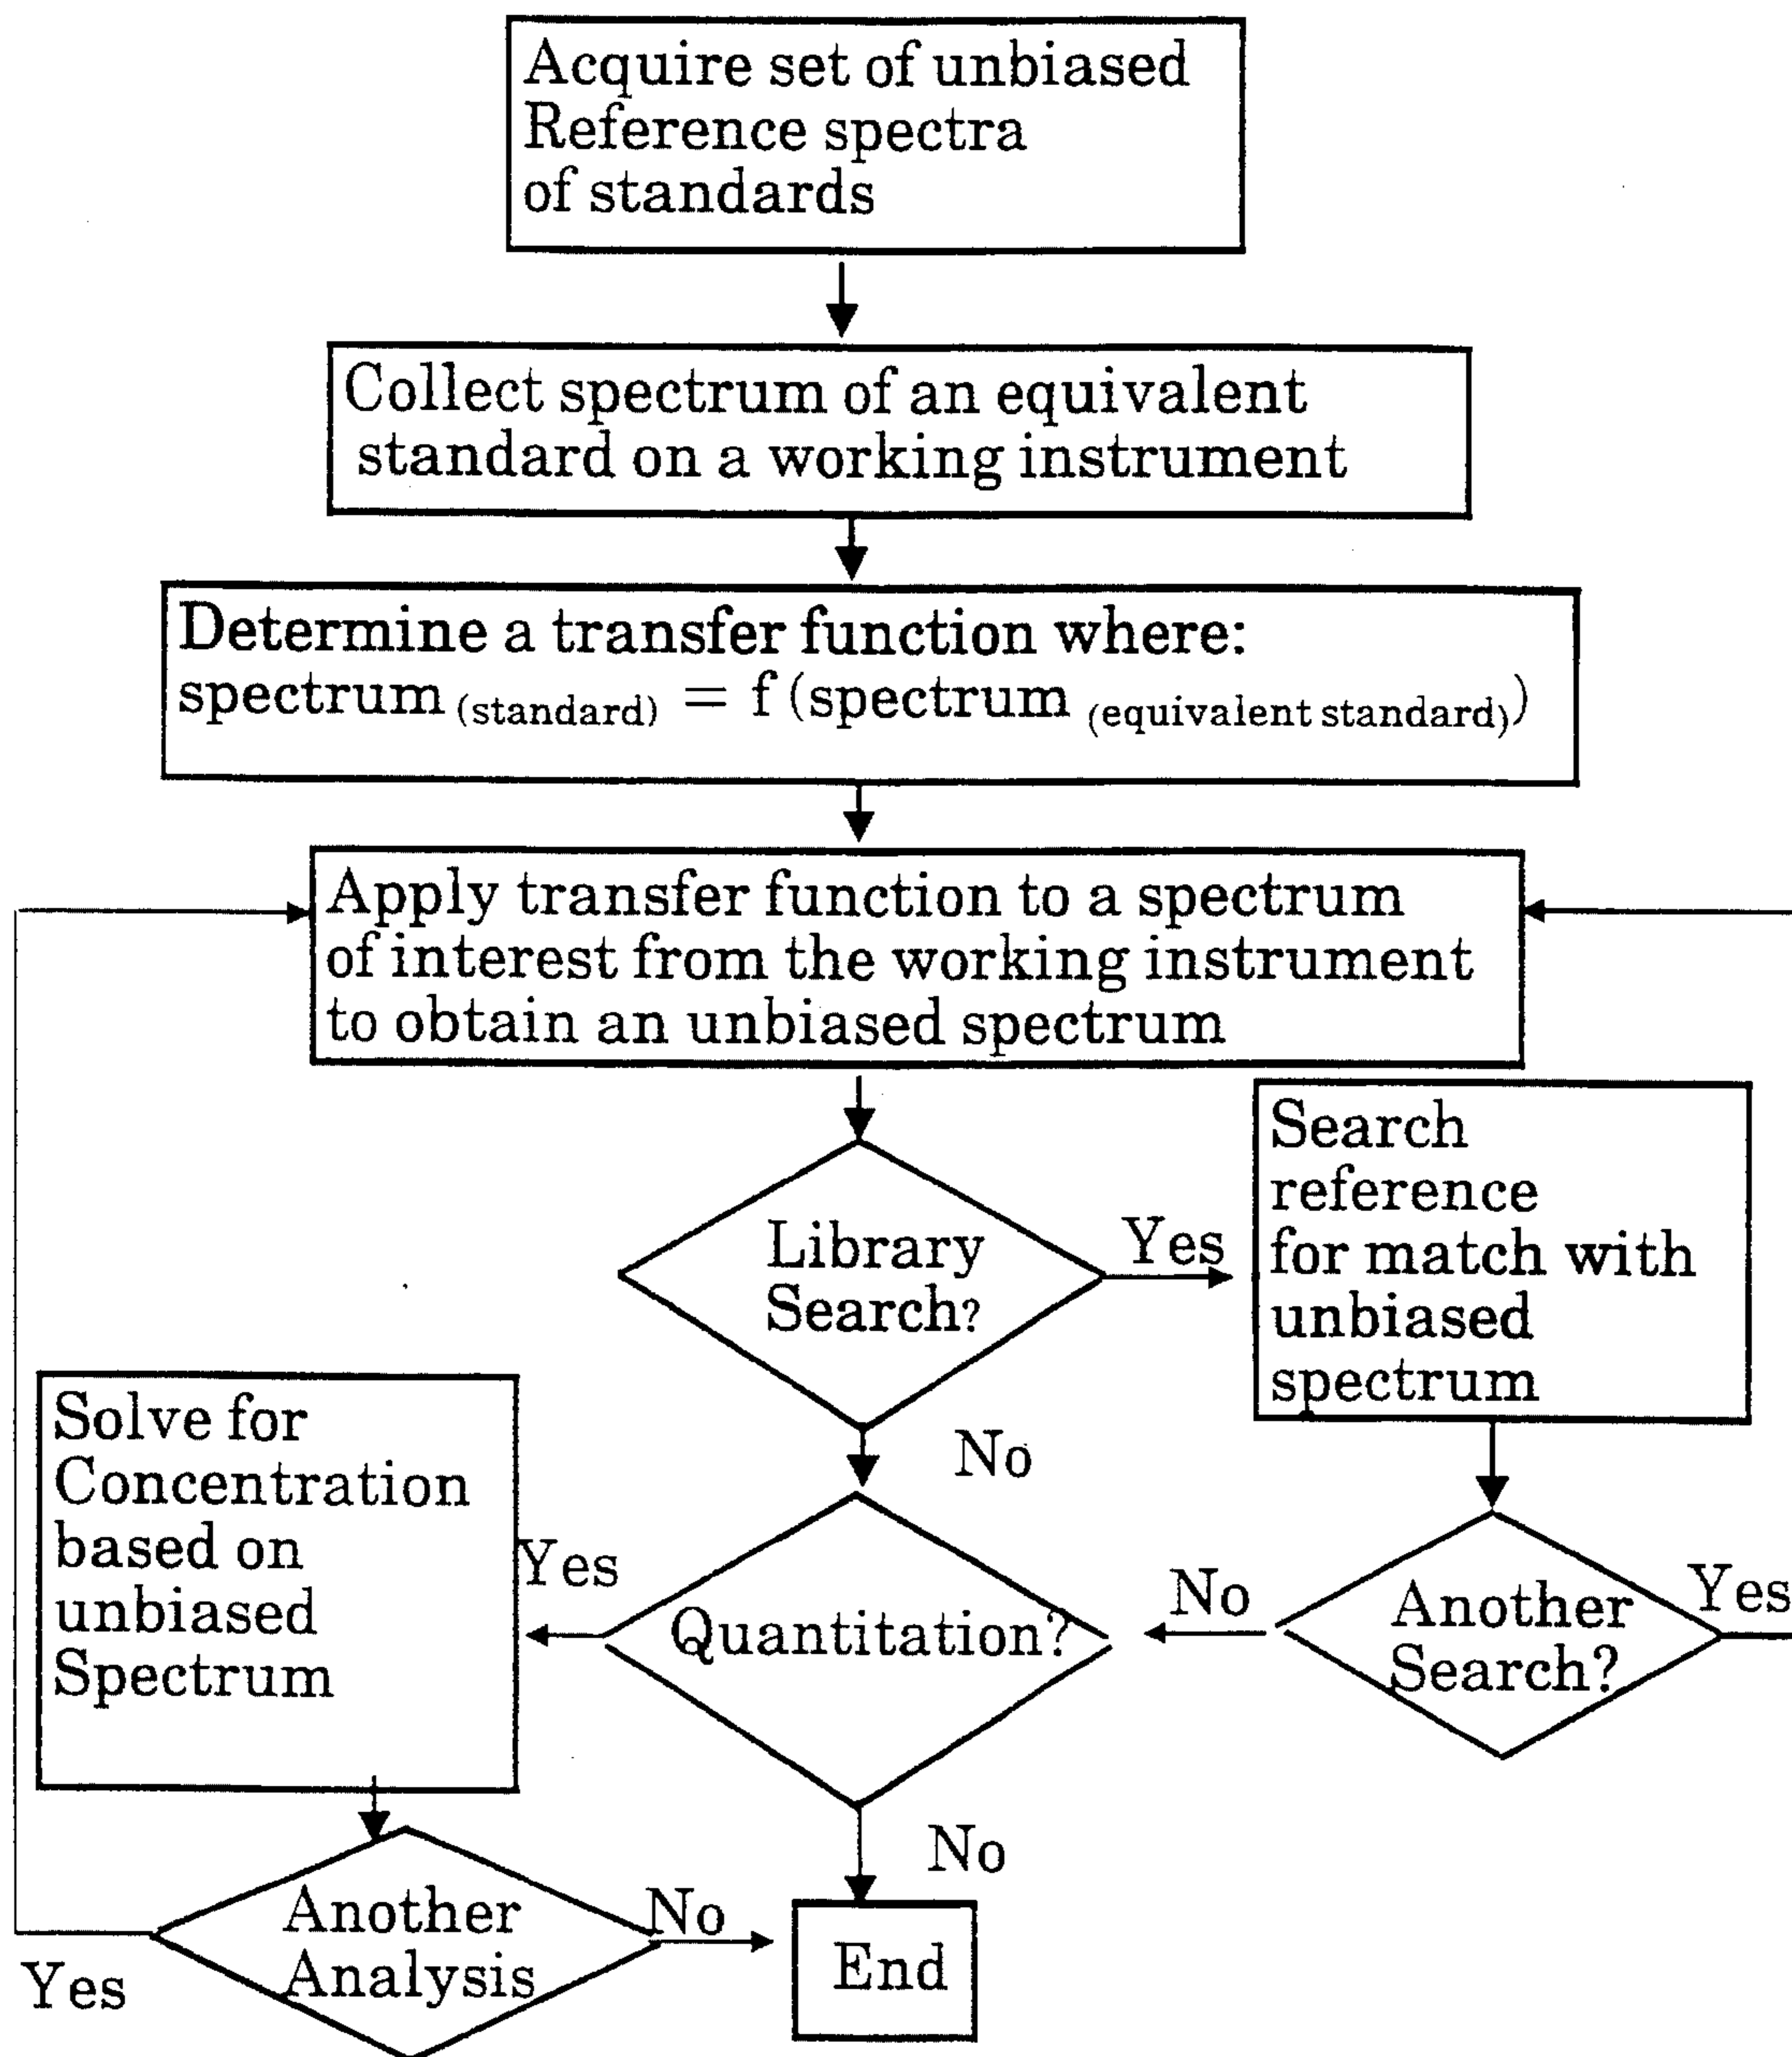 Acquire set of unbiased
Reference spectra
of standards
Collect spectrum of an equivalent
standard on a working instrument
Determine a transfer function where:
spectrum (standard) = f (spectrum (equivalent standard))
Apply transfer function to a spectrum
of interest from the working instrument
to obtain an unbiased spectrum
Library
Search?
Yes
Search
reference
for match with
unbiased
spectrum
No
Solve for
Concentration
based on
unbiased
Spectrum
Yes
Quantitation?
No
Another
Search?
Yes
No
Another
Analysis
No
Yes
End